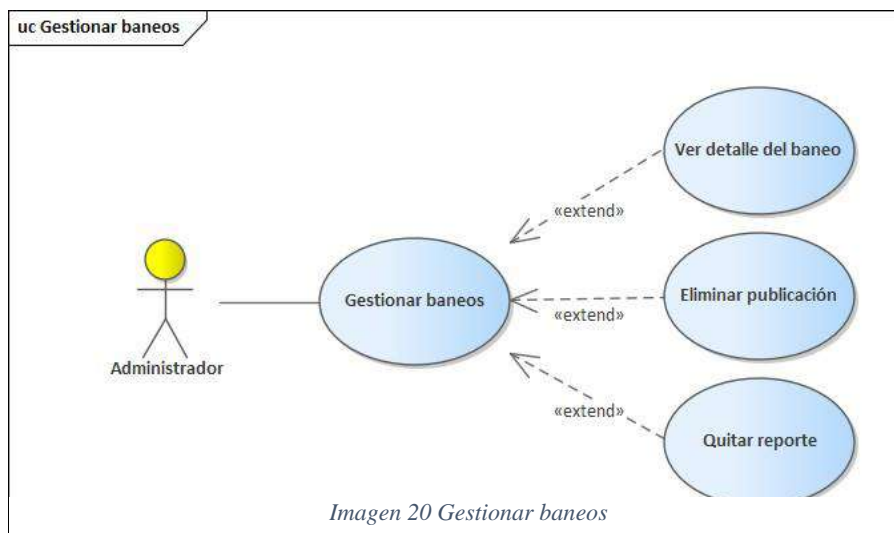 uc Gestionar baneos
Ver detalle del baneo
«extend»
Gestionar baneos
Eliminar publicación
«extend»
Administrador
«extend»
Quitar reporte
Imagen 20 Gestionar baneos